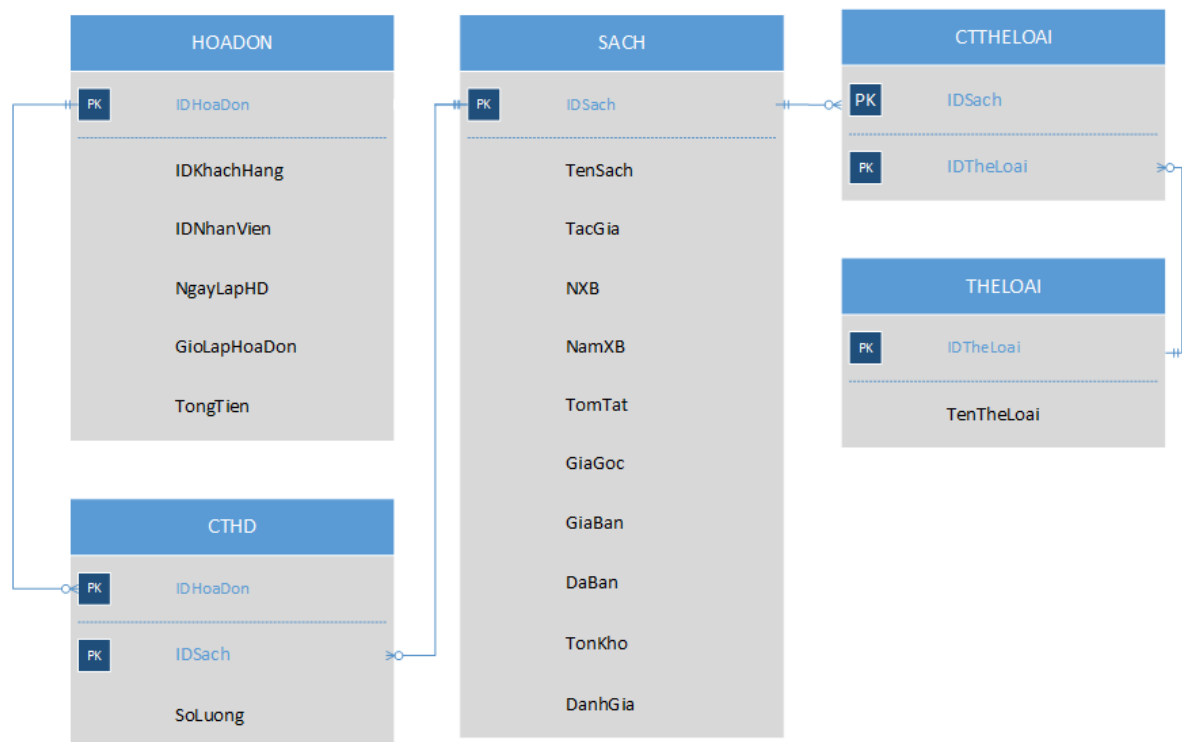 HOADON
PK IDHoaDon
IDKhachHang
IDNhanVien
NgayLapHD
GioLapHoaDon
TongTien
CTHD
PK IDHoaDon
PK IDSach
SoLuong
SACH
PK IDSach
TenSach
TacGia
NXB
NamXB
TomTat
GiaGoc
GiaBan
DaBan
TonKho
DanhGia
CTTHELOAI
PK IDSach
PK IDTheLoai
THELOAI
PK IDTheLoai
TenTheLoai